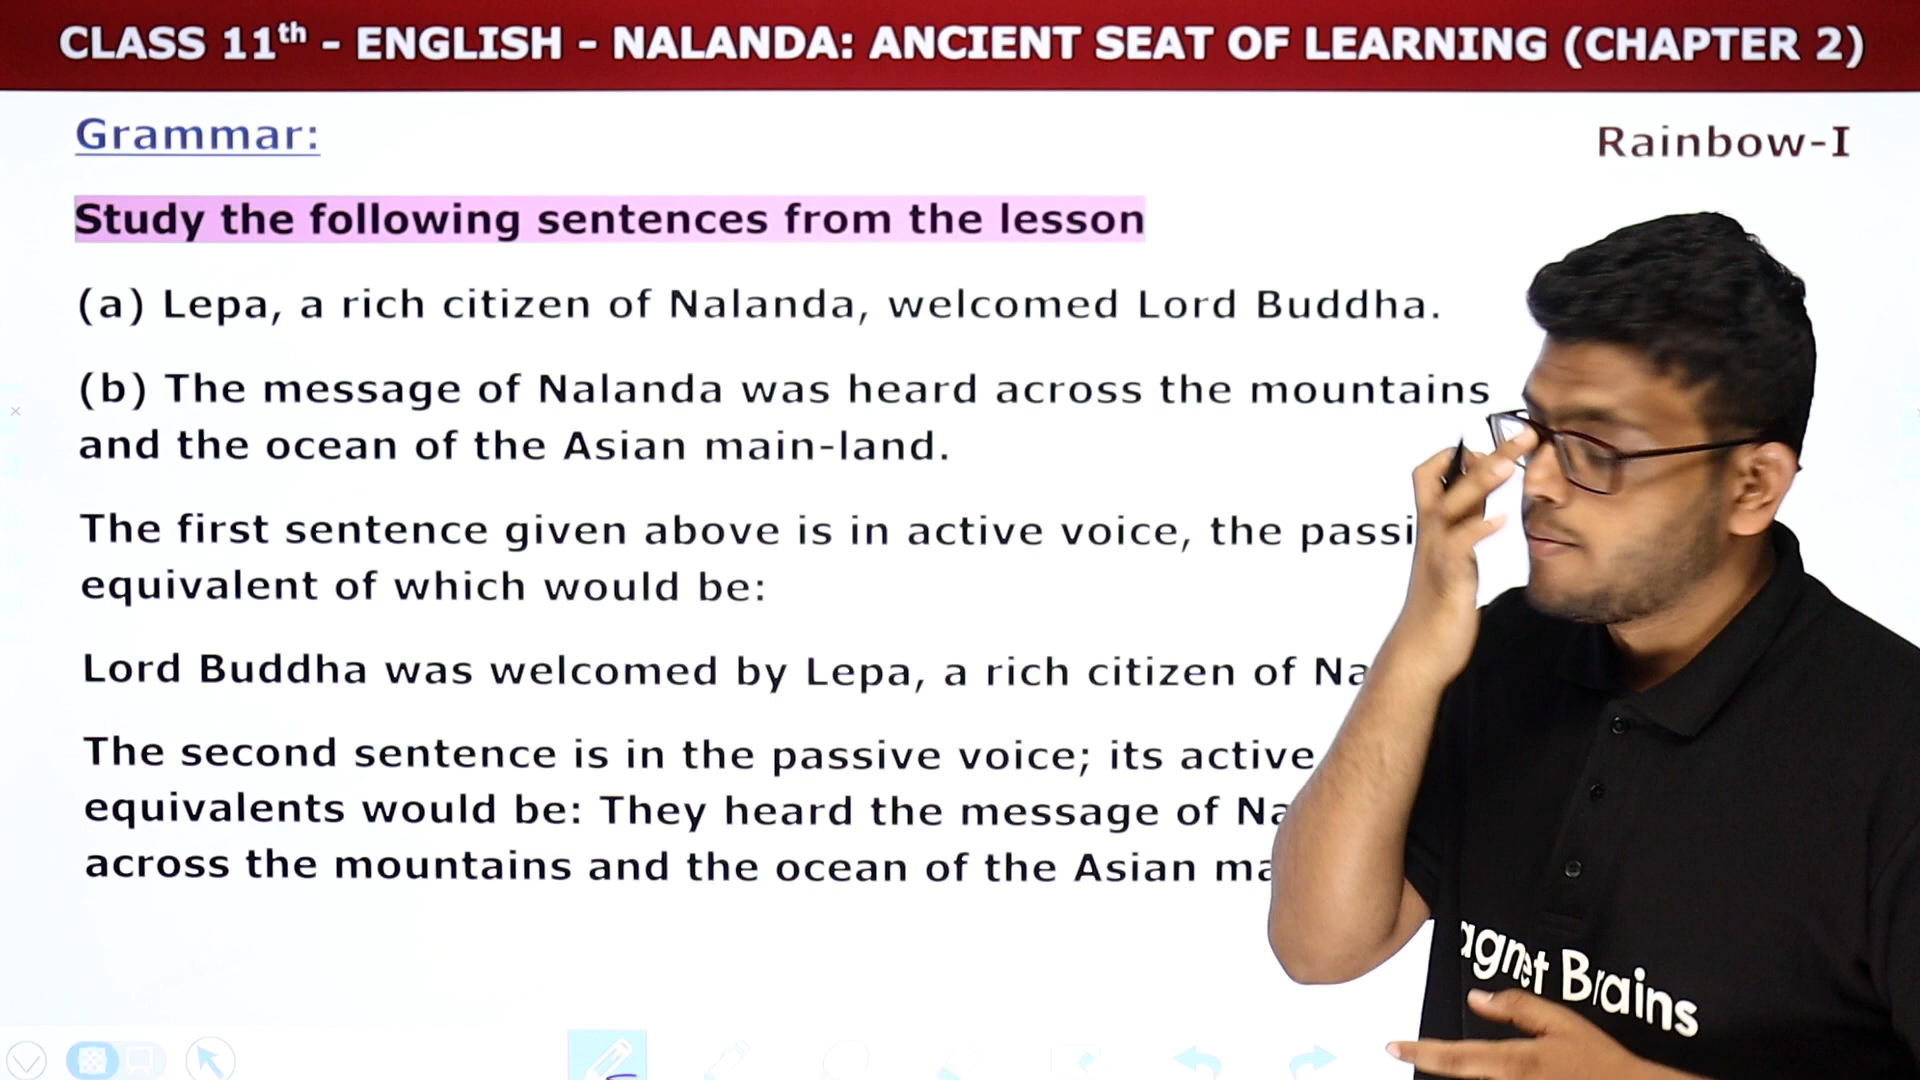 CLASS 11th - ENGLISH - NALANDA: ANCIENT SEAT OF LEARNING (CHAPTER 2)
Grammar:
Rainbow-I
Study the following sentences from the lesson
(a) Lepa, a rich citizen of Nalanda, welcomed Lord Buddha.
(b) The message of Nalanda was heard across the mountains
and the ocean of the Asian main-land.
The first sentence given above is in active voice, the passi
equivalent of which would be:
Lord Buddha was welcomed by Lepa, a rich citizen of Na
The second sentence is in the passive voice; its active
equivalents would be: They heard the message of Na
across the mountains and the ocean of the Asian ma
agnet Brains